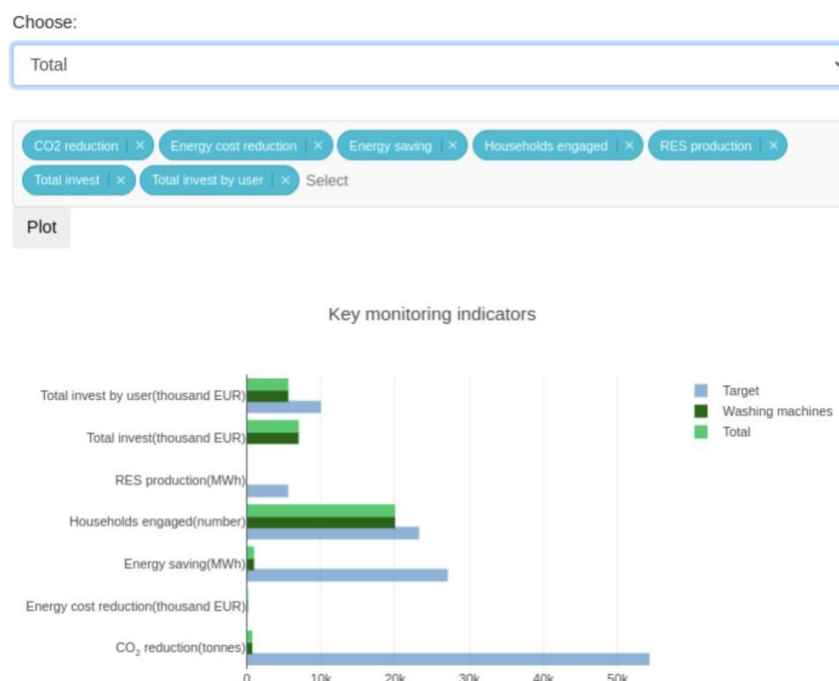 Choose:
Total
CO2 reduction × Energy cost reduction × Energy saving × Households engaged × RES production ×
Total invest × Total invest by user × Select
Plot
Key monitoring indicators
Total invest by user(thousand EUR)
Total invest(thousand EUR)
RES production(MWh)
Households engaged(number)
Energy saving(MWh)
Energy cost reduction(thousand EUR)
CO₂ reduction(tonnes)
0 10k 20k 30k 40k 50k
Target
Washing machines
Total